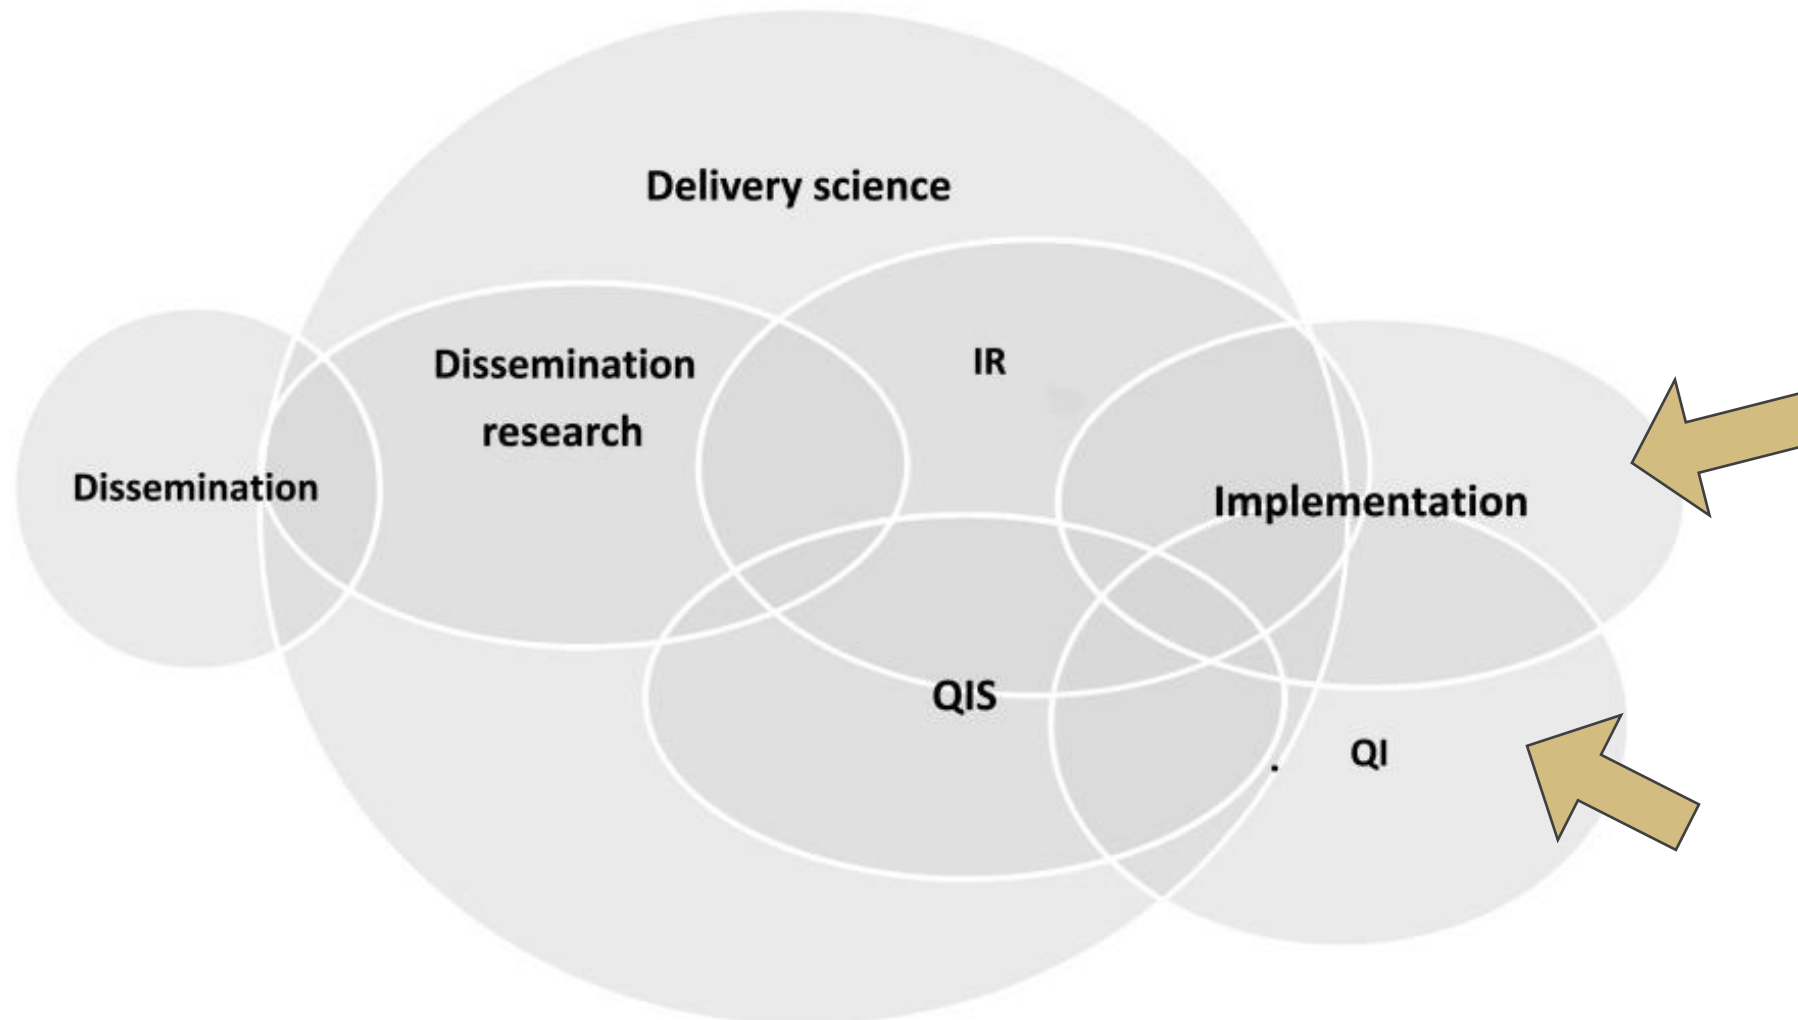 Delivery science
Dissemination
research
IR
Dissemination
Implementation
QIS
QI
.